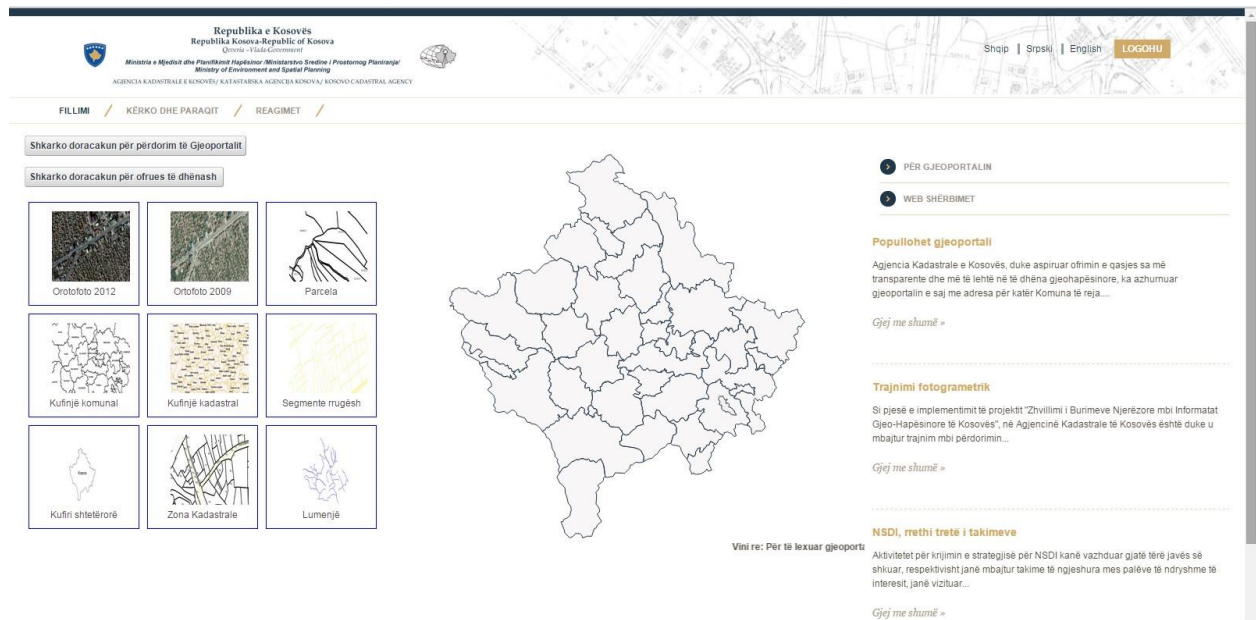 Republika e Kosovës
Republika Kosova-Republic of Kosova
Qeveria -Vlada-Government
Ministria e Mjedisit dhe Planifikimit Hapësinor /Ministarstvo Sredine i Prostornog Planiranja/
Ministry of Environment and Spatial Planning
AGJENCIA KADASTRALE E KOSOVËS/ KATASTARSKA AGENCIJA KOSOVA/ KOSOVO CADASTRAL AGENCY
Shqip | Srpski | English LOGOHU
FILLIMI / KËRKO DHE PARAQIT / REAGIMET /
Shkarko doracakun për përdorim të Gjeoportalit
Shkarko doracakun për ofrues të dhënash
Orotofoto 2012
Ortofoto 2009
Parcela
Kufinjë komunal
Kufinjë kadastral
Segmente rrugësh
Kufiri shtetërorë
Zona Kadastrale
Lumenjë
Vini re: Për të lexuar gjeoporta
PËR GJEOPORTALIN
WEB SHËRBIMET
Popullohet gjeoportali
Agjencia Kadastrale e Kosovës, duke aspiruar ofrimin e qasjes sa më
transparente dhe më të lehtë në të dhëna gjeohapësinore, ka azhurnuar
gjeoportalin e saj me adresa për katër Komuna të reja....
Gjej me shumë »
Trajnimi fotogrametrik
Si pjesë e implementimit të projektit "Zhvillimi i Burimeve Njerëzore mbi Informatat
Gjeo-Hapësinore të Kosovës", në Agjencinë Kadastrale të Kosovës është duke u
mbajtur trajnim mbi përdorimin...
Gjej me shumë »
NSDI, rrethi tretë i takimeve
Aktivitetet për krijimin e strategjisë për NSDI kanë vazhduar gjatë tërë javës së
shkuar, respektivisht janë mbajtur takime të ngjeshura mes palëve të ndryshme të
interesit, janë vizituar...
Gjej me shumë »